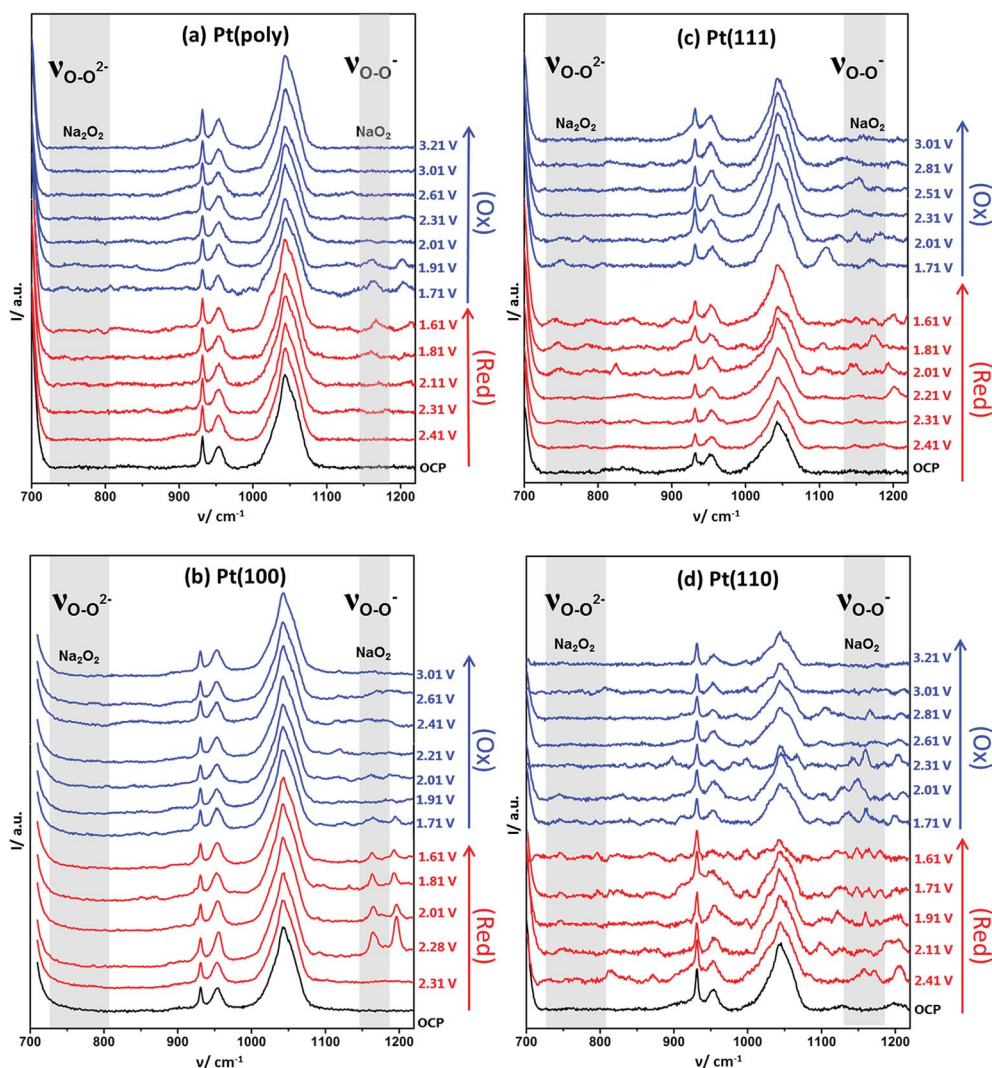 (a) Pt(poly)
νO-O2-
νO-O-
Na2O2
NaO2
3.21 V
3.01 V
2.61 V
2.31 V
2.01 V
1.91 V
1.71 V
(Ox)
1.61 V
1.81 V
2.11 V
2.31 V
2.41 V
OCP
(Red)
I/ a.u.
700 800 900 1000 1100 1200
ν/ cm-1
(c) Pt(111)
νO-O2-
νO-O-
Na2O2
NaO2
3.01 V
2.81 V
2.51 V
2.31 V
2.01 V
1.71 V
(Ox)
1.61 V
1.81 V
2.01 V
2.21 V
2.31 V
2.41 V
OCP
(Red)
I/ a.u.
700 800 900 1000 1100 1200
ν/ cm-1
(b) Pt(100)
νO-O2-
νO-O-
Na2O2
NaO2
3.01 V
2.61 V
2.41 V
2.21 V
2.01 V
1.91 V
1.71 V
(Ox)
1.61 V
1.81 V
2.01 V
2.28 V
2.31 V
OCP
(Red)
I/ a.u.
700 800 900 1000 1100 1200
ν/ cm-1
(d) Pt(110)
νO-O2-
νO-O-
Na2O2
NaO2
3.21 V
3.01 V
2.81 V
2.61 V
2.31 V
2.01 V
1.71 V
(Ox)
1.61 V
1.71 V
1.91 V
2.11 V
2.41 V
OCP
(Red)
I/ a.u.
700 800 900 1000 1100 1200
ν/ cm-1